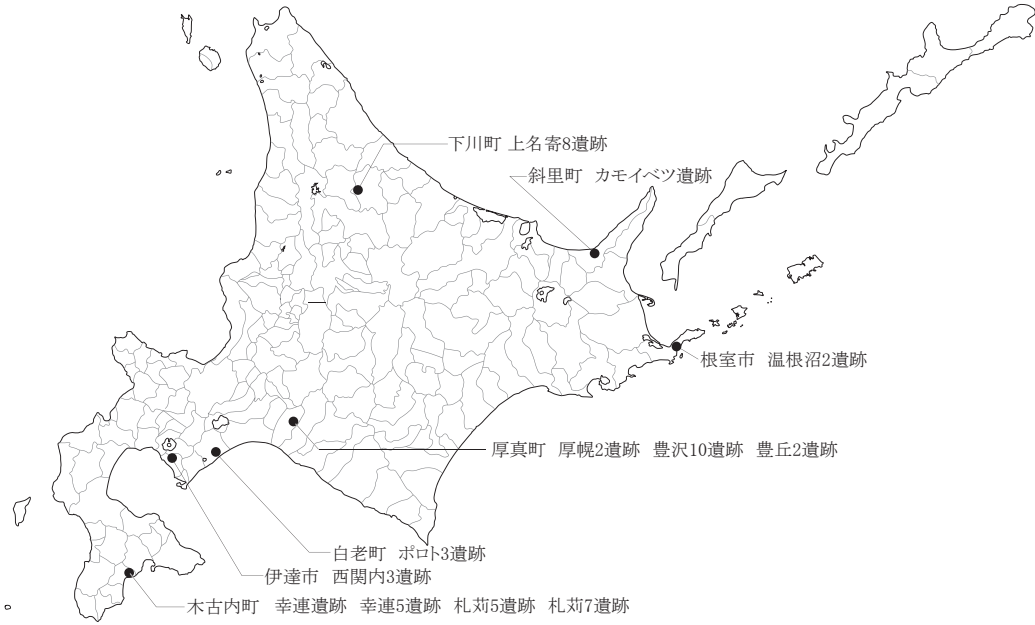 下川町 上名寄8遺跡
斜里町 カモイベツ遺跡
根室市 温根沼2遺跡
厚真町 厚幌2遺跡 豊沢10遺跡 豊丘2遺跡
白老町 ポロト3遺跡
伊達市 西関内3遺跡
木古内町 幸連遺跡 幸連5遺跡 札苅5遺跡 札苅7遺跡